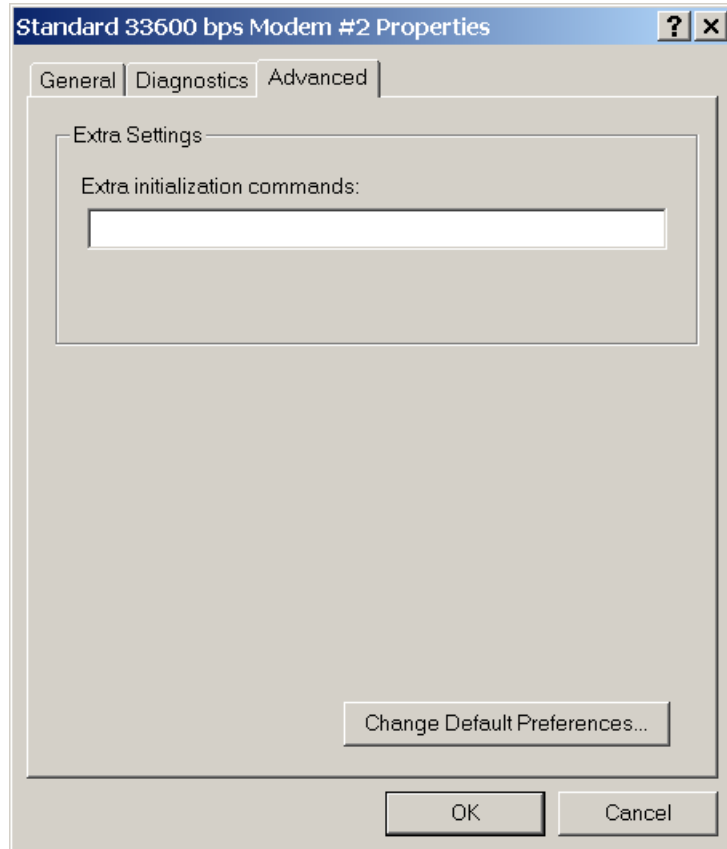 Standard 33600 bps Modem #2 Properties ? ×
General Diagnostics Advanced
Extra Settings
Extra initialization commands:
Change Default Preferences...
OK Cancel